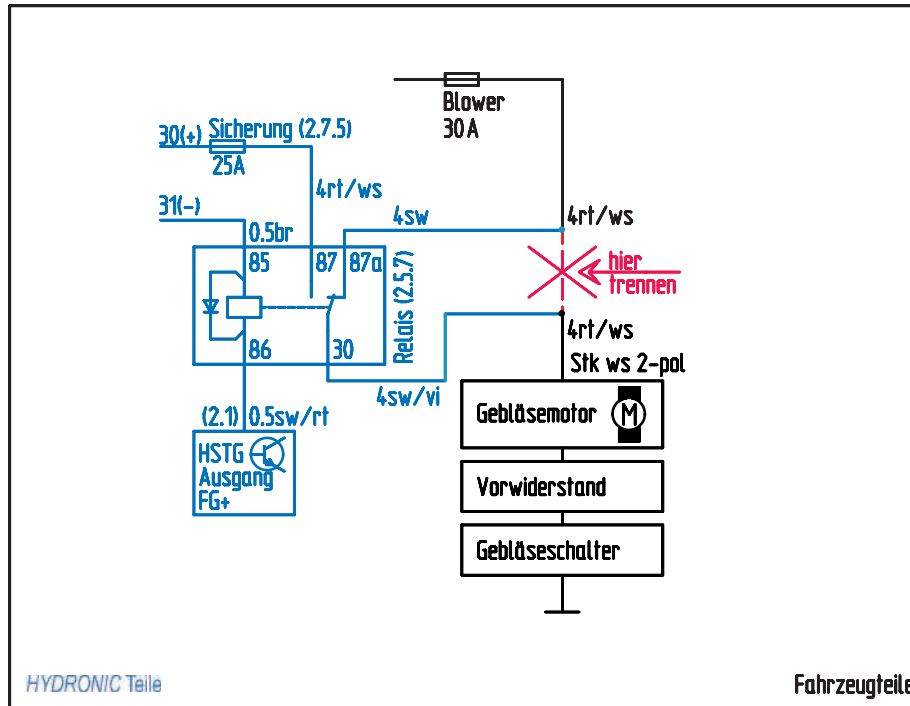 Blower
30A
30(+) Sicherung (2.7.5)
25A
31(-)
4rt/ws
4sw
4rt/ws
0.5br
85
87
87a
Relais (2.5.7)
hier
trennen
86
30
4rt/ws
Stk ws 2-pol
4sw/vi
(2.1) 0.5sw/rt
Gebläsemotor
M
HSTG
Ausgang
FG+
Vorwiderstand
Gebläseschalter
HYDRONIC Teile
Fahrzeugteile